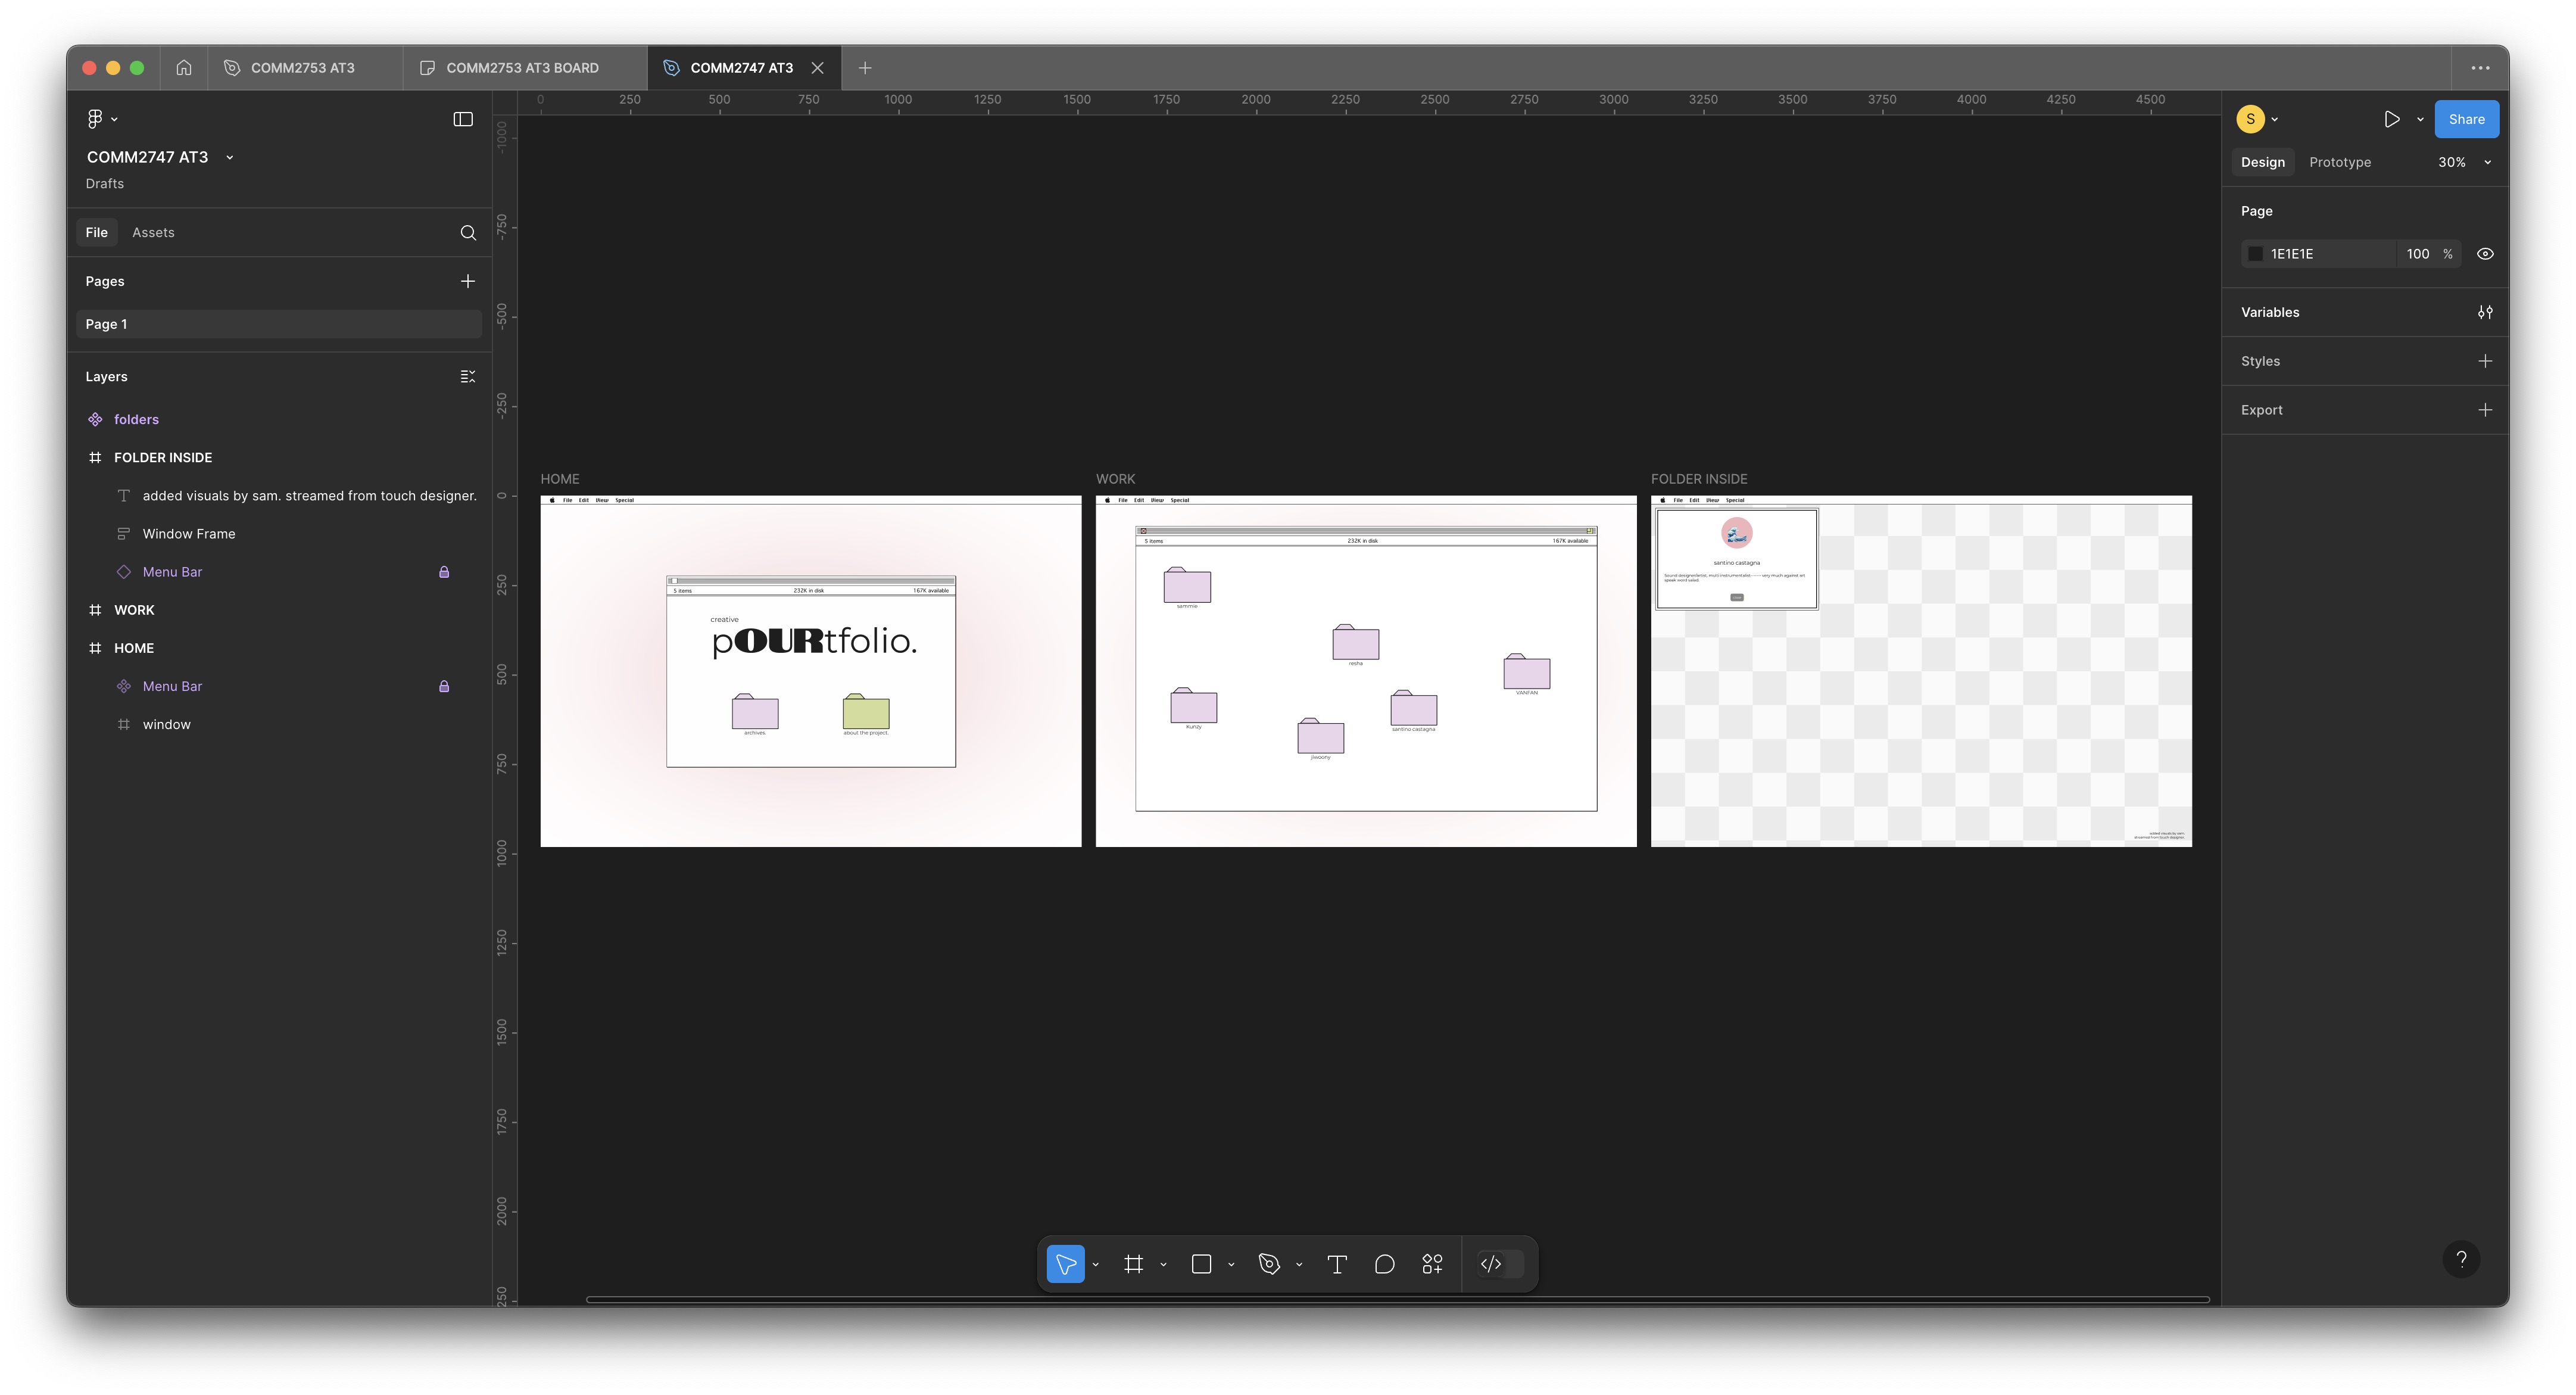 COMM2753 AT3
COMM2753 AT3 BOARD
COMM2747 AT3
COMM2747 AT3
Drafts
File
Assets
Pages
Page 1
Layers
folders
FOLDER INSIDE
added visuals by sam. streamed from touch designer.
Window Frame
Menu Bar
WORK
HOME
Menu Bar
window
0 250 500 750 1000 1250 1500 1750 2000 2250 2500 2750 3000 3250 3500 3750 4000 4250 4500
-1000
-750
-500
-250
0
250
500
750
1000
1250
1500
1750
2000
250
HOME
File Edit View Special
5 items 232K in disk 167K available
creative
pOURtfolio.
archives.
about the project.
WORK
File Edit View Special
5 items 232K in disk 167K available
sammie
resha
VANFAN
kunzy
santino castagna
jiwoony
FOLDER INSIDE
File Edit View Special
santino castagna
added visuals by sam.
streamed from touch designer.
S
Share
Design
Prototype
30%
Page
1E1E1E
100 %
Variables
Styles
Export
?